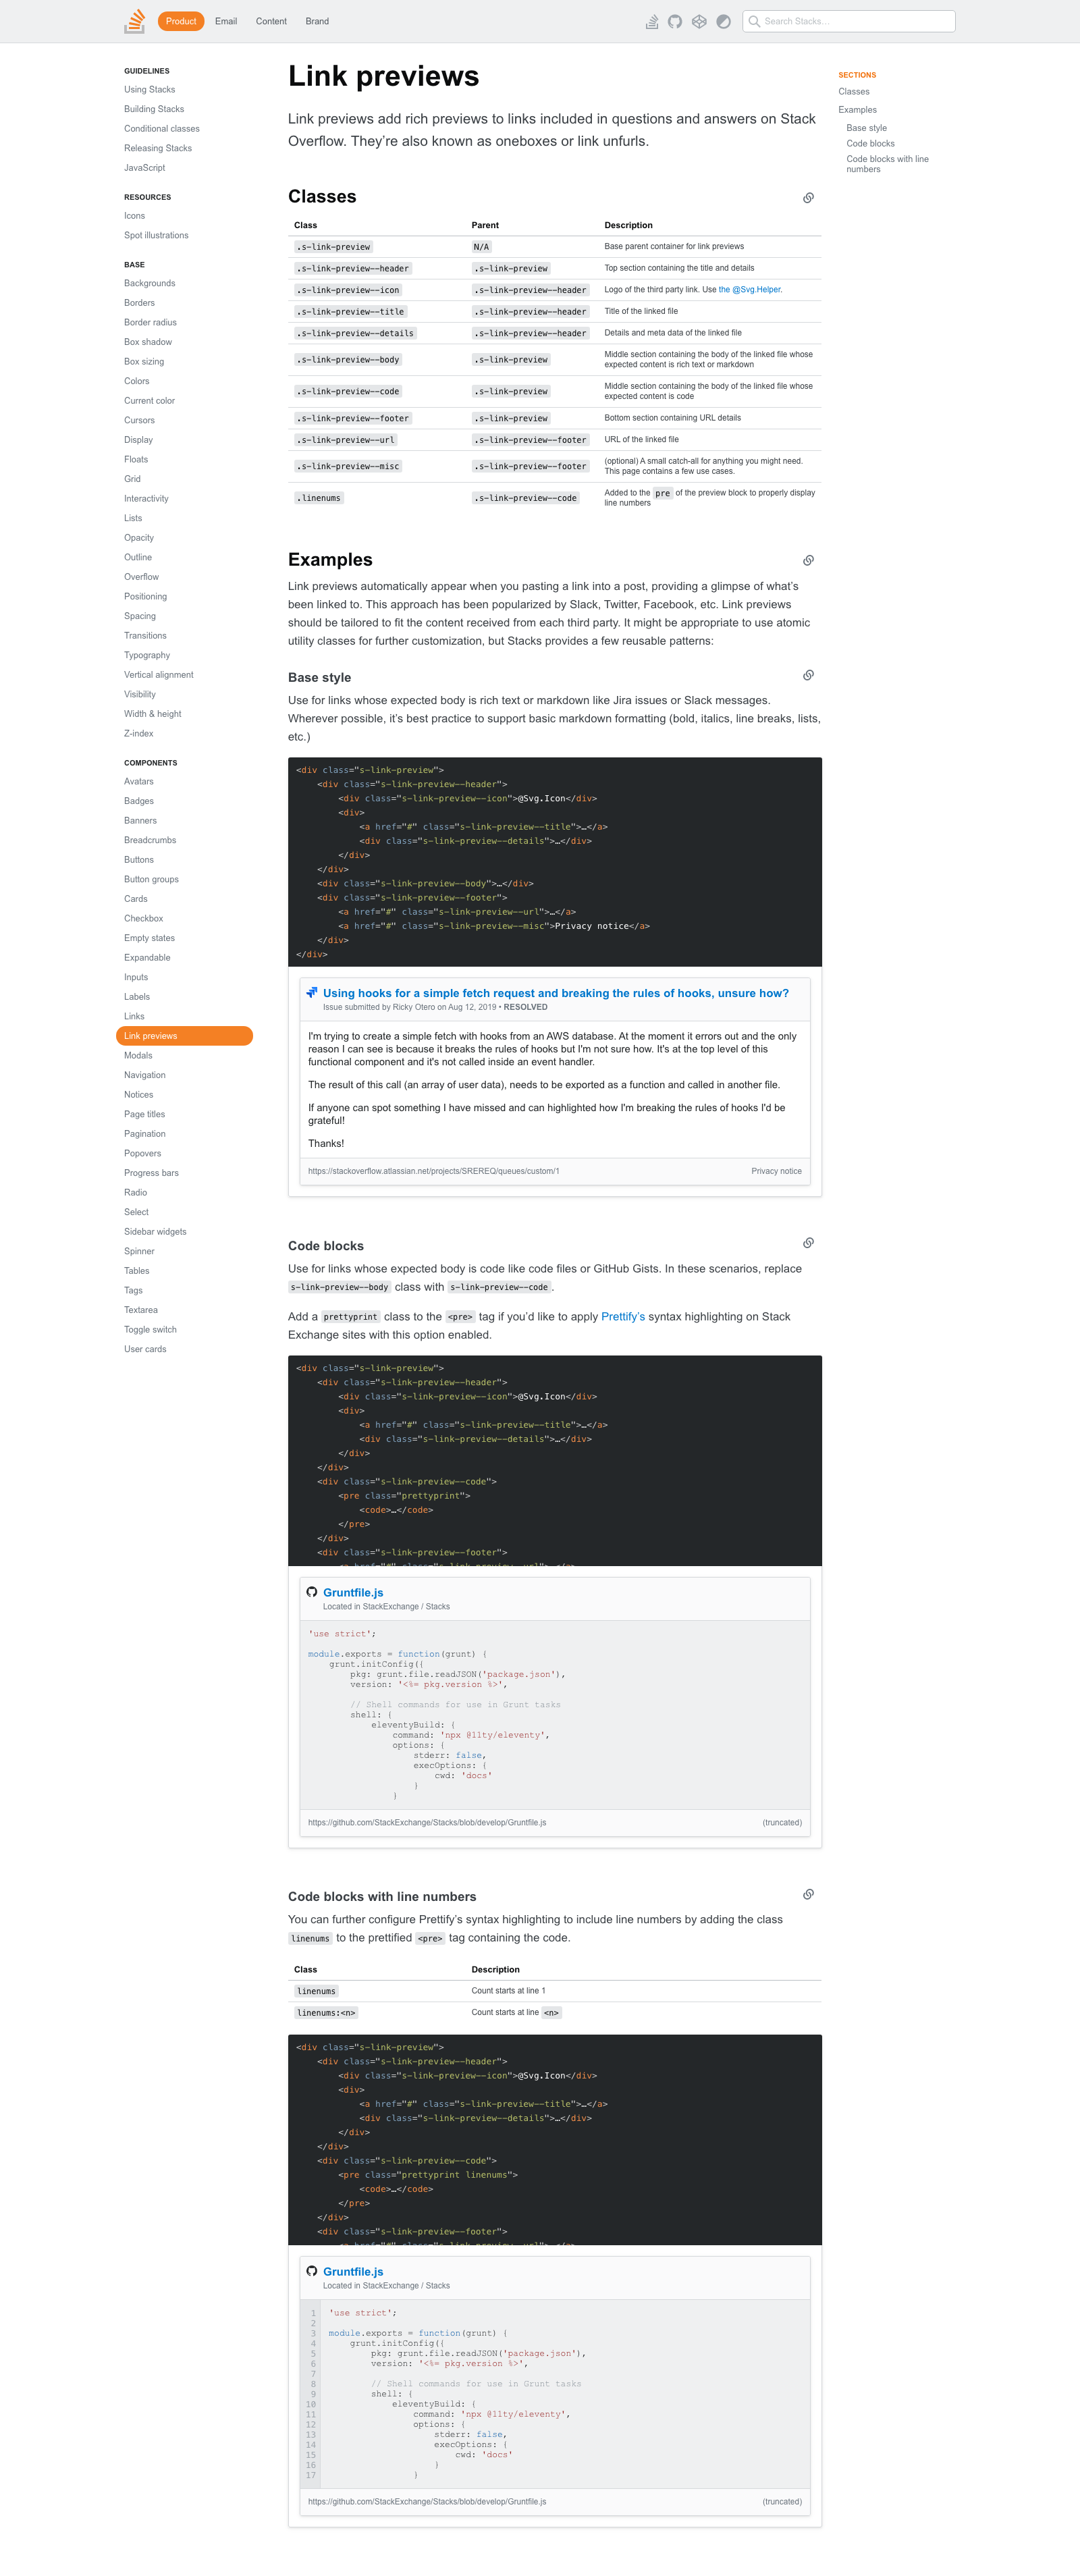 Product Email Content Brand
Search Stacks…
GUIDELINES
Using Stacks
Building Stacks
Conditional classes
Releasing Stacks
JavaScript
RESOURCES
Icons
Spot illustrations
BASE
Backgrounds
Borders
Border radius
Box shadow
Box sizing
Colors
Current color
Cursors
Display
Floats
Grid
Interactivity
Lists
Opacity
Outline
Overflow
Positioning
Spacing
Transitions
Typography
Vertical alignment
Visibility
Width & height
Z-index
COMPONENTS
Avatars
Badges
Banners
Breadcrumbs
Buttons
Button groups
Cards
Checkbox
Empty states
Expandable
Inputs
Labels
Links
Link previews
Modals
Navigation
Notices
Page titles
Pagination
Popovers
Progress bars
Radio
Select
Sidebar widgets
Spinner
Tables
Tags
Textarea
Toggle switch
User cards
Link previews
Link previews add rich previews to links included in questions and answers on Stack
Overflow. They’re also known as oneboxes or link unfurls.
Classes
Class Parent Description
.s-link-preview N/A Base parent container for link previews
.s-link-preview--header .s-link-preview Top section containing the title and details
.s-link-preview--icon .s-link-preview--header Logo of the third party link. Use the @Svg.Helper.
.s-link-preview--title .s-link-preview--header Title of the linked file
.s-link-preview--details .s-link-preview--header Details and meta data of the linked file
.s-link-preview--body .s-link-preview Middle section containing the body of the linked file whose
expected content is rich text or markdown
.s-link-preview--code .s-link-preview Middle section containing the body of the linked file whose
expected content is code
.s-link-preview--footer .s-link-preview Bottom section containing URL details
.s-link-preview--url .s-link-preview--footer URL of the linked file
.s-link-preview--misc .s-link-preview--footer (optional) A small catch-all for anything you might need.
This page contains a few use cases.
.linenums .s-link-preview--code Added to the pre of the preview block to properly display
line numbers
Examples
Link previews automatically appear when you pasting a link into a post, providing a glimpse of what’s
been linked to. This approach has been popularized by Slack, Twitter, Facebook, etc. Link previews
should be tailored to fit the content received from each third party. It might be appropriate to use atomic
utility classes for further customization, but Stacks provides a few reusable patterns:
Base style
Use for links whose expected body is rich text or markdown like Jira issues or Slack messages.
Wherever possible, it’s best practice to support basic markdown formatting (bold, italics, line breaks, lists,
etc.)
<div class="s-link-preview">
<div class="s-link-preview--header">
<div class="s-link-preview--icon">@Svg.Icon</div>
<div>
<a href="#" class="s-link-preview--title">…</a>
<div class="s-link-preview--details">…</div>
</div>
</div>
<div class="s-link-preview--body">…</div>
<div class="s-link-preview--footer">
<a href="#" class="s-link-preview--url">…</a>
<a href="#" class="s-link-preview--misc">Privacy notice</a>
</div>
</div>
Using hooks for a simple fetch request and breaking the rules of hooks, unsure how?
Issue submitted by Ricky Otero on Aug 12, 2019 • RESOLVED
I'm trying to create a simple fetch with hooks from an AWS database. At the moment it errors out and the only
reason I can see is because it breaks the rules of hooks but I'm not sure how. It's at the top level of this
functional component and it's not called inside an event handler.
The result of this call (an array of user data), needs to be exported as a function and called in another file.
If anyone can spot something I have missed and can highlighted how I'm breaking the rules of hooks I'd be
grateful!
Thanks!
https://stackoverflow.atlassian.net/projects/SREREQ/queues/custom/1 Privacy notice
Code blocks
Use for links whose expected body is code like code files or GitHub Gists. In these scenarios, replace
s-link-preview--body class with s-link-preview--code.
Add a prettyprint class to the <pre> tag if you’d like to apply Prettify’s syntax highlighting on Stack
Exchange sites with this option enabled.
<div class="s-link-preview">
<div class="s-link-preview--header">
<div class="s-link-preview--icon">@Svg.Icon</div>
<div>
<a href="#" class="s-link-preview--title">…</a>
<div class="s-link-preview--details">…</div>
</div>
</div>
<div class="s-link-preview--code">
<pre class="prettyprint">
<code>…</code>
</pre>
</div>
<div class="s-link-preview--footer">
Gruntfile.js
Located in StackExchange / Stacks
'use strict';
module.exports = function(grunt) {
grunt.initConfig({
pkg: grunt.file.readJSON('package.json'),
version: '<%= pkg.version %>',
// Shell commands for use in Grunt tasks
shell: {
eleventyBuild: {
command: 'npx @11ty/eleventy',
options: {
stderr: false,
execOptions: {
cwd: 'docs'
}
}
https://github.com/StackExchange/Stacks/blob/develop/Gruntfile.js (truncated)
Code blocks with line numbers
You can further configure Prettify’s syntax highlighting to include line numbers by adding the class
linenums to the prettified <pre> tag containing the code.
Class Description
linenums Count starts at line 1
linenums:<n> Count starts at line <n>
<div class="s-link-preview">
<div class="s-link-preview--header">
<div class="s-link-preview--icon">@Svg.Icon</div>
<div>
<a href="#" class="s-link-preview--title">…</a>
<div class="s-link-preview--details">…</div>
</div>
</div>
<div class="s-link-preview--code">
<pre class="prettyprint linenums">
<code>…</code>
</pre>
</div>
<div class="s-link-preview--footer">
Gruntfile.js
Located in StackExchange / Stacks
1 'use strict';
2
3 module.exports = function(grunt) {
4 grunt.initConfig({
5 pkg: grunt.file.readJSON('package.json'),
6 version: '<%= pkg.version %>',
7
8 // Shell commands for use in Grunt tasks
9 shell: {
10 eleventyBuild: {
11 command: 'npx @11ty/eleventy',
12 options: {
13 stderr: false,
14 execOptions: {
15 cwd: 'docs'
16 }
17 }
https://github.com/StackExchange/Stacks/blob/develop/Gruntfile.js (truncated)
SECTIONS
Classes
Examples
Base style
Code blocks
Code blocks with line
numbers